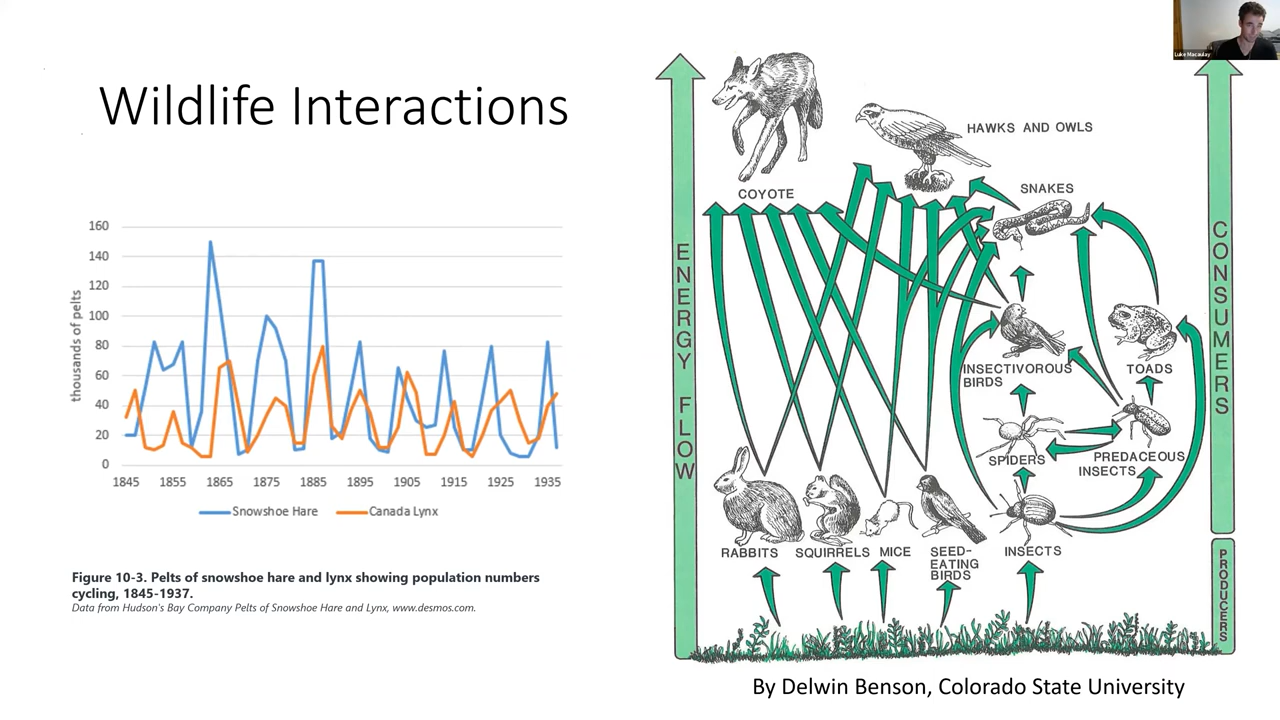 Luke Macaulay
Wildlife Interactions
160
140
120
100
80
60
40
20
0
thousands of pelts
1845 1855 1865 1875 1885 1895 1905 1915 1925 1935
Snowshoe Hare Canada Lynx
Figure 10-3. Pelts of snowshoe hare and lynx showing population numbers
cycling, 1845-1937.
Data from Hudson's Bay Company Pelts of Snowshoe Hare and Lynx, www.desmos.com.
ENERGY FLOW
COYOTE
HAWKS AND OWLS
SNAKES
INSECTIVOROUS
BIRDS
TOADS
SPIDERS
PREDACEOUS
INSECTS
RABBITS
SQUIRRELS
MICE
SEED-
EATING
BIRDS
INSECTS
CONSUMERS
PRODUCERS
By Delwin Benson, Colorado State University